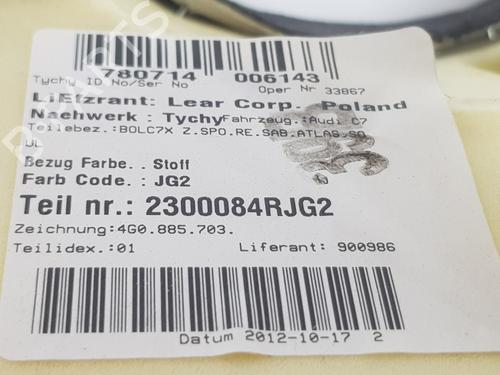 780714 006143
Tychy ID No/Ser No Oper Nr 33867
LiEfzrant: Lear Corp. Poland
Nachwerk : Tychy Fahrzeug.:Audi C7
Teilebez.:BOLC7X Z.SPO.RE.SAB.ATLAS.SO
UL
Bezug Farbe. : Stoff
Farb Code. : JG2
Teil nr.: 2300084RJG2
Zeichnung:4G0.885.703.
Teilidex.:01 Liferant: 900986
Datum 2012-10-17 2